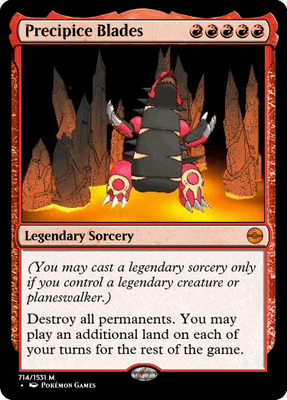 Precipice Blades
Legendary Sorcery
(You may cast a legendary sorcery only
if you control a legendary creature or
planeswalker.)
Destroy all permanents. You may
play an additional land on each of
your turns for the rest of the game.
714/1531 M
• Pokémon Games